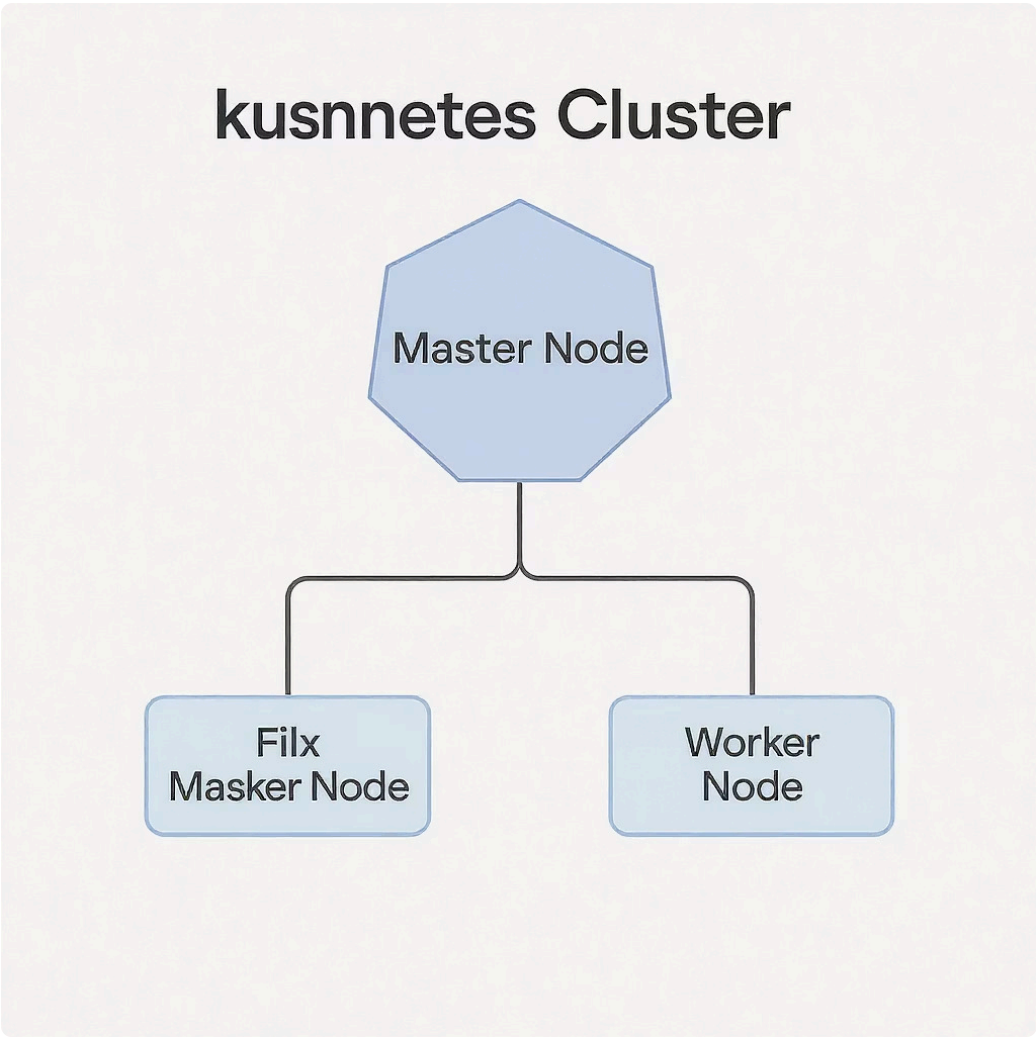 kusnnetes Cluster
Master Node
Filx
Masker Node
Worker
Node